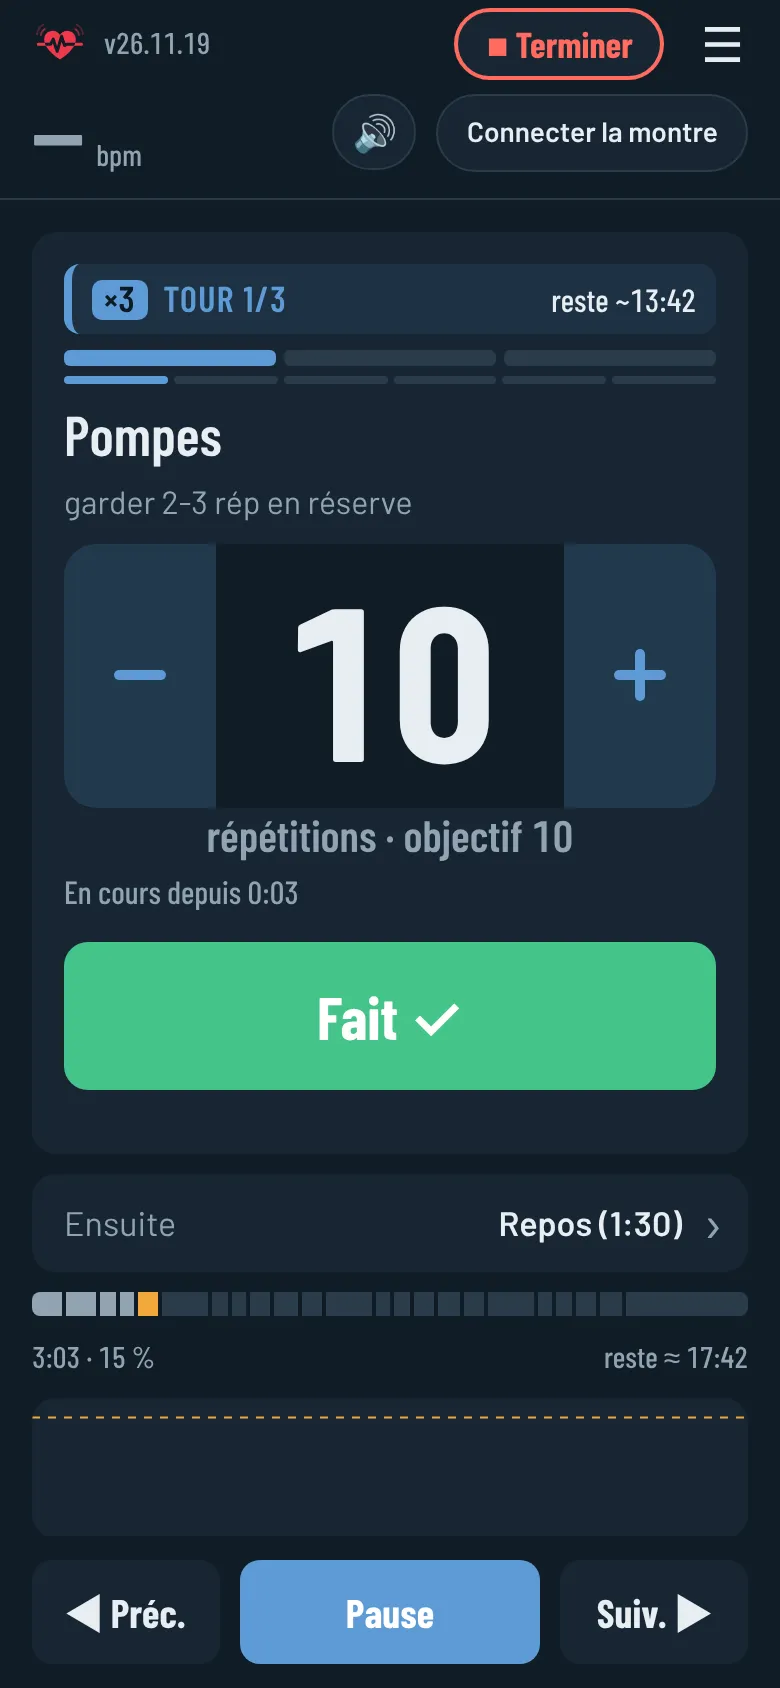 v26.11.19
■ Terminer
— bpm
Connecter la montre
×3 TOUR 1/3
reste ~13:42
Pompes
garder 2-3 rép en réserve
− 10 +
répétitions · objectif 10
En cours depuis 0:03
Fait ✓
Ensuite
Repos (1:30) ›
3:03 · 15 %
reste ≈ 17:42
◀ Préc.
Pause
Suiv. ▶